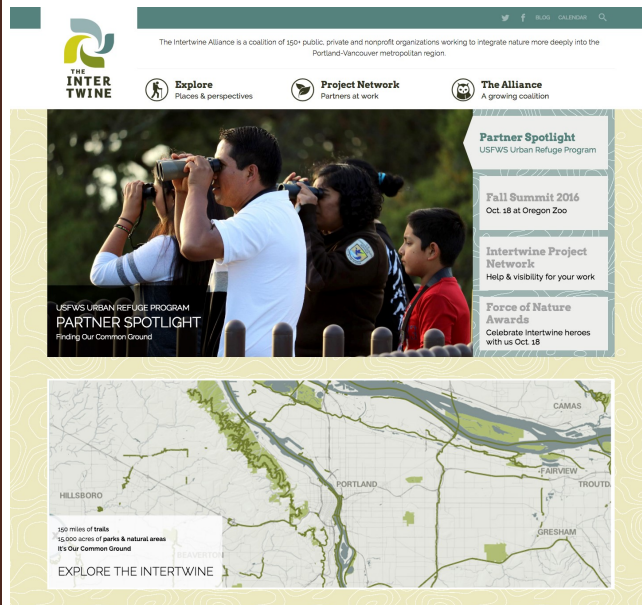 BLOG CALENDAR
THE
INTER
TWINE
The Intertwine Alliance is a coalition of 150+ public, private and nonprofit organizations working to integrate nature more deeply into the
Portland-Vancouver metropolitan region.
Explore
Places & perspectives
Project Network
Partners at work
The Alliance
A growing coalition
USFWS URBAN REFUGE PROGRAM
PARTNER SPOTLIGHT
Finding Our Common Ground
Partner Spotlight
USFWS Urban Refuge Program
Fall Summit 2016
Oct. 18 at Oregon Zoo
Intertwine Project
Network
Help & visibility for your work
Force of Nature
Awards
Celebrate Intertwine heroes
with us Oct. 18
CAMAS
FAIRVIEW
PORTLAND
TROUTD
HILLSBORO
GRESHAM
BEAVERTON
150 miles of trails
15,000 acres of parks & natural areas
It's Our Common Ground
EXPLORE THE INTERTWINE